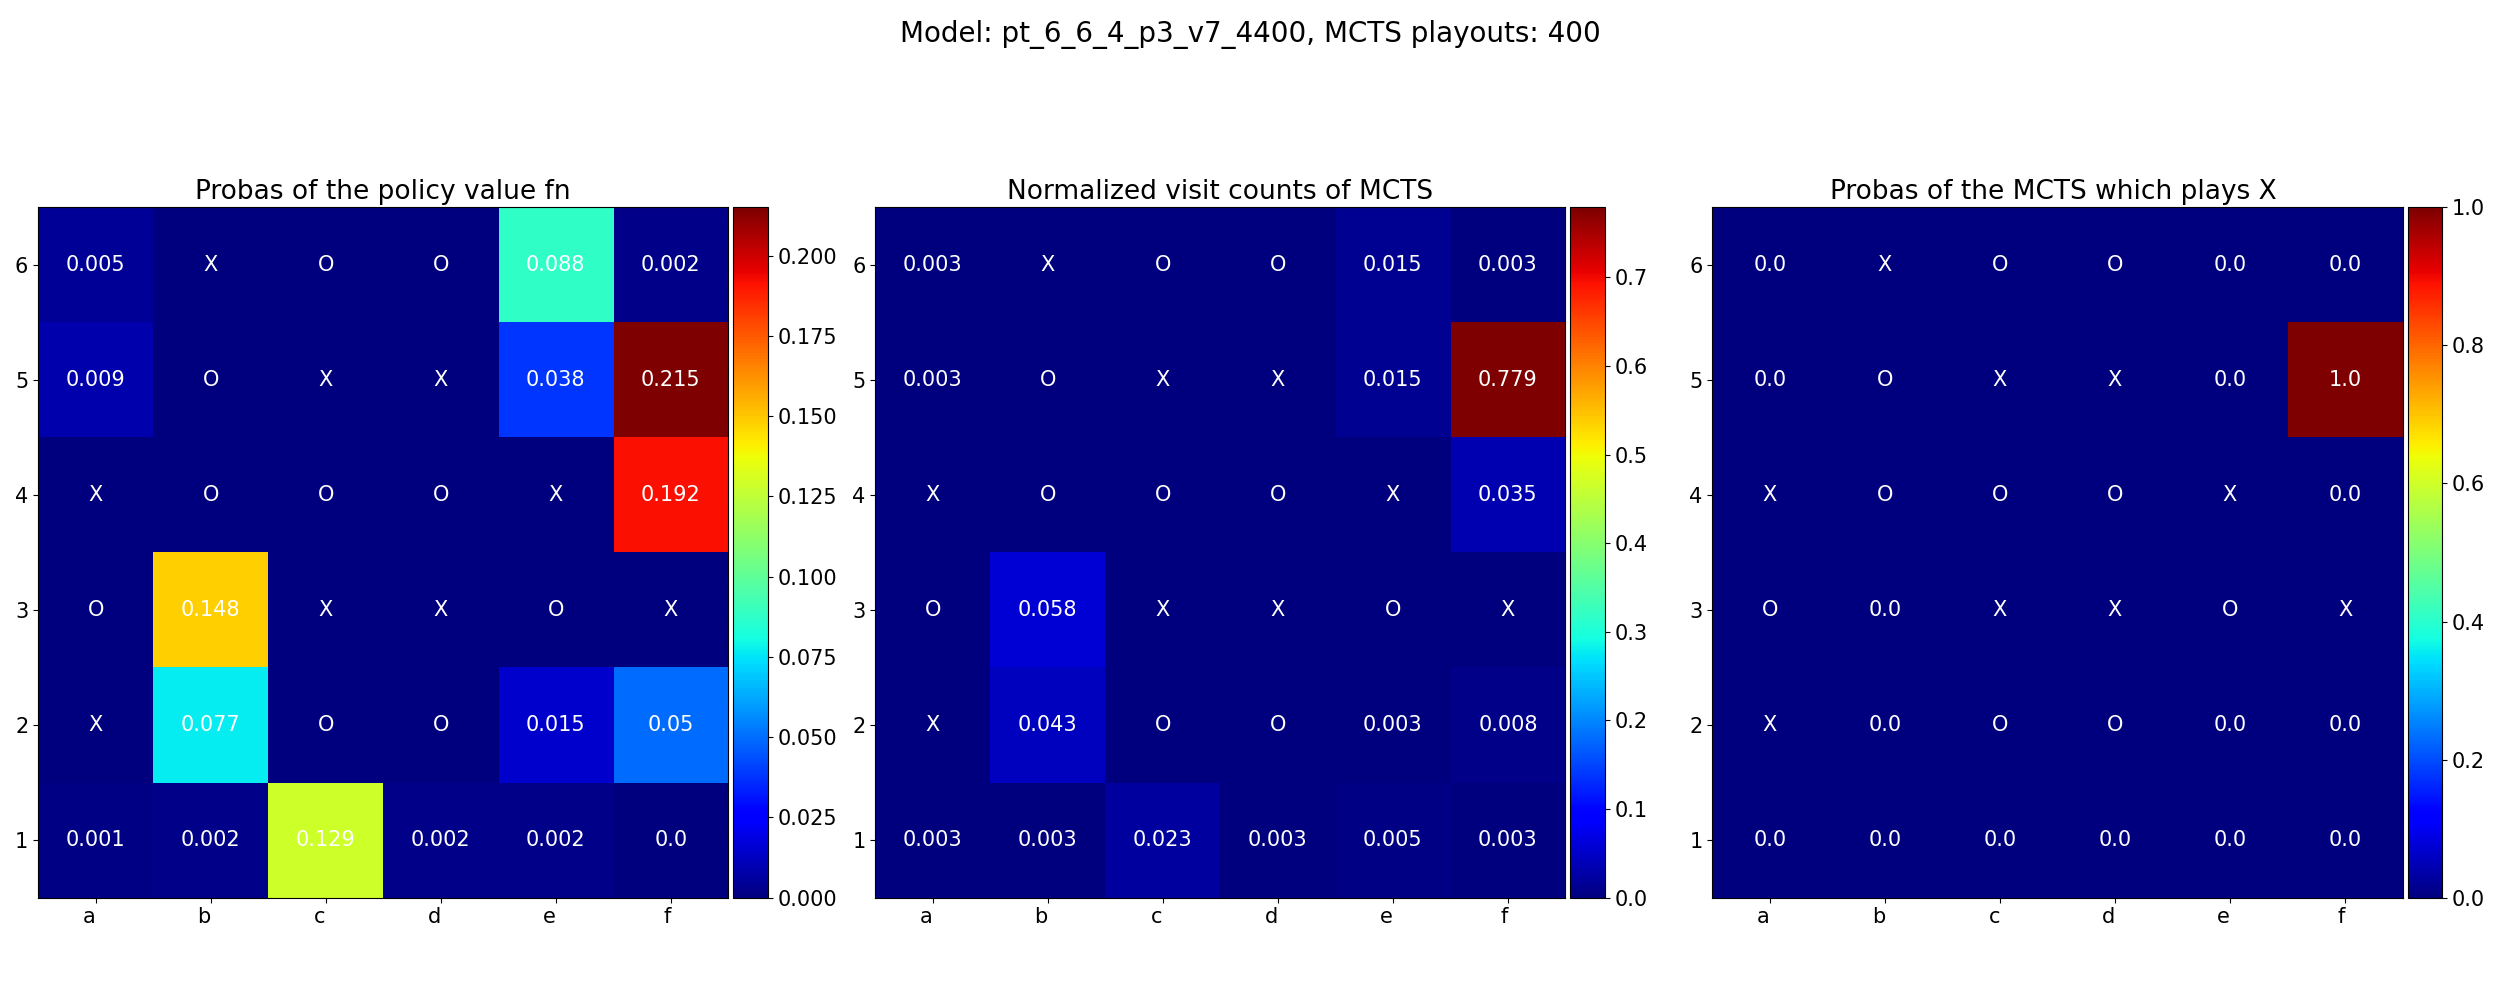 Model: pt_6_6_4_p3_v7_4400, MCTS playouts: 400
Probas of the policy value fn
6 0.005 X O O 0.088 0.002
5 0.009 O X X 0.038 0.215
4 X O O O X 0.192
3 O 0.148 X X O X
2 X 0.077 O O 0.015 0.05
1 0.001 0.002 0.129 0.002 0.002 0.0
a b c d e f
0.200
0.175
0.150
0.125
0.100
0.075
0.050
0.025
0.000
Normalized visit counts of MCTS
6 0.003 X O O 0.015 0.003
5 0.003 O X X 0.015 0.779
4 X O O O X 0.035
3 O 0.058 X X O X
2 X 0.043 O O 0.003 0.008
1 0.003 0.003 0.023 0.003 0.005 0.003
a b c d e f
0.7
0.6
0.5
0.4
0.3
0.2
0.1
0.0
Probas of the MCTS which plays X
6 0.0 X O O 0.0 0.0
5 0.0 O X X 0.0 1.0
4 X O O O X 0.0
3 O 0.0 X X O X
2 X 0.0 O O 0.0 0.0
1 0.0 0.0 0.0 0.0 0.0 0.0
a b c d e f
1.0
0.8
0.6
0.4
0.2
0.0